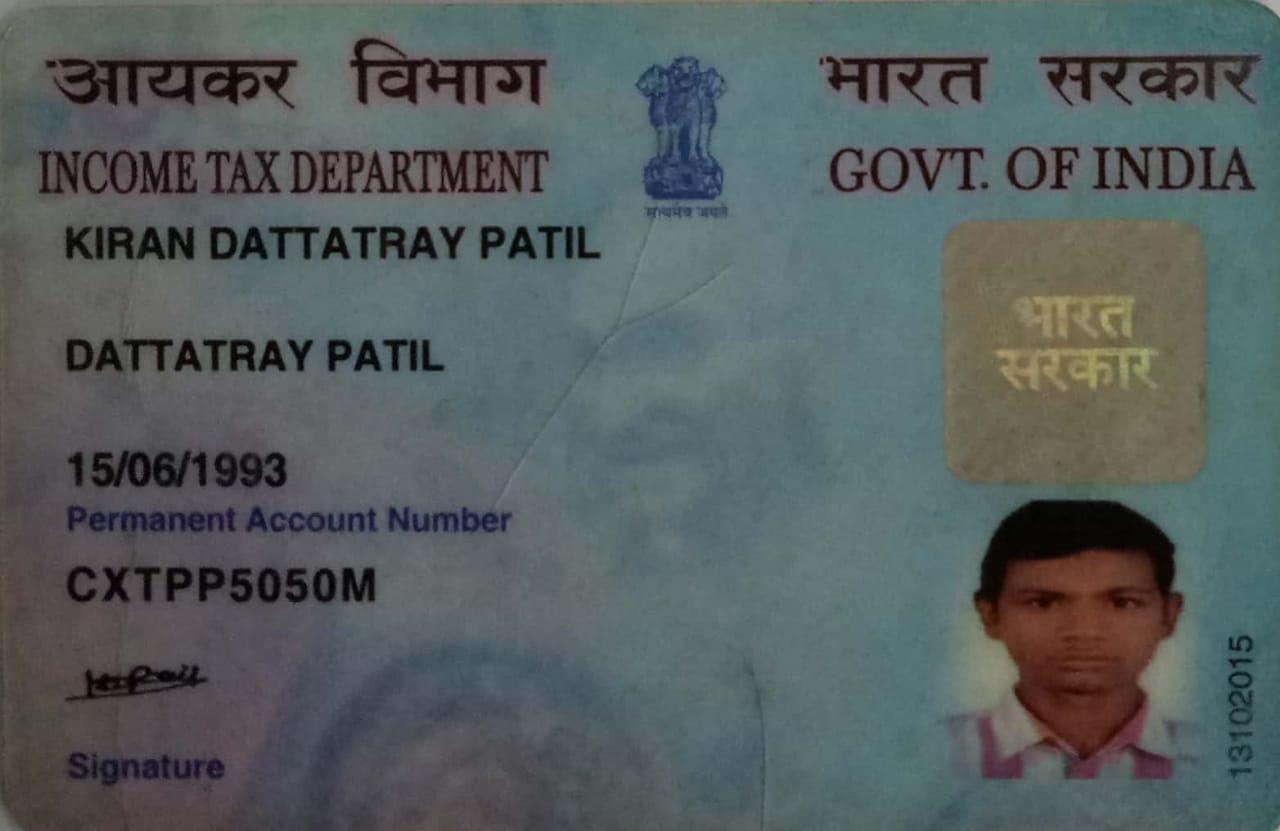 आयकर विभाग
भारत सरकार
INCOME TAX DEPARTMENT
GOVT. OF INDIA
सत्यमेव जयते
KIRAN DATTATRAY PATIL
भारत
सरकार
DATTATRAY PATIL
15/06/1993
Permanent Account Number
CXTPP5050M
Signature
13102015